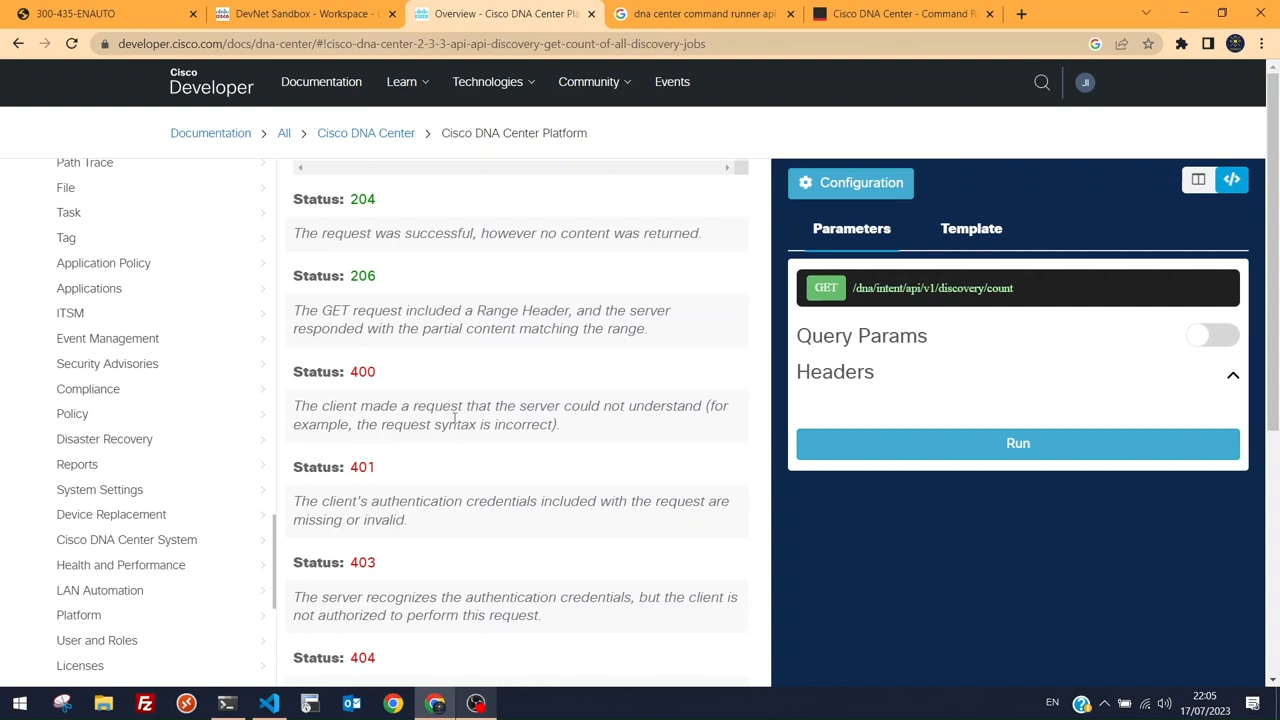 300-435-ENAUTO
DevNet Sandbox - Workspace - L
Overview - Cisco DNA Center Pla
dna center command runner api
Cisco DNA Center - Command R
developer.cisco.com/docs/dna-center/#!cisco-dna-center-2-3-3-api-api-discovery-get-count-of-all-discovery-jobs
Cisco
Developer
Documentation
Learn
Technologies
Community
Events
JI
Documentation
All
Cisco DNA Center
Cisco DNA Center Platform
Path Trace
File
Task
Tag
Application Policy
Applications
ITSM
Event Management
Security Advisories
Compliance
Policy
Disaster Recovery
Reports
System Settings
Device Replacement
Cisco DNA Center System
Health and Performance
LAN Automation
Platform
User and Roles
Licenses
Status: 204
The request was successful, however no content was returned.
Status: 206
The GET request included a Range Header, and the server
responded with the partial content matching the range.
Status: 400
The client made a request that the server could not understand (for
example, the request syntax is incorrect).
Status: 401
The client's authentication credentials included with the request are
missing or invalid.
Status: 403
The server recognizes the authentication credentials, but the client is
not authorized to perform this request.
Status: 404
Configuration
Parameters
Template
GET /dna/intent/api/v1/discovery/count
Query Params
Headers
Run
EN
22:05
17/07/2023